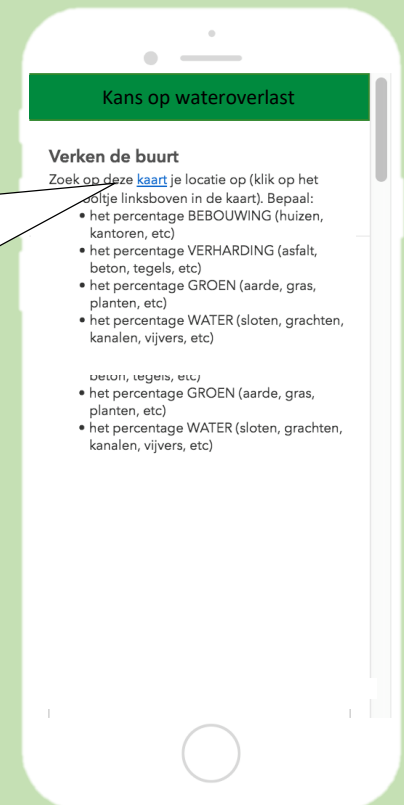 Kans op wateroverlast
Verken de buurt
Zoek op deze kaart je locatie op (klik op het
ooltje linksboven in de kaart). Bepaal:
• het percentage BEBOUWING (huizen,
kantoren, etc)
• het percentage VERHARDING (asfalt,
beton, tegels, etc)
• het percentage GROEN (aarde, gras,
planten, etc)
• het percentage WATER (sloten, grachten,
kanalen, vijvers, etc)
beton, tegels, etc)
• het percentage GROEN (aarde, gras,
planten, etc)
• het percentage WATER (sloten, grachten,
kanalen, vijvers, etc)